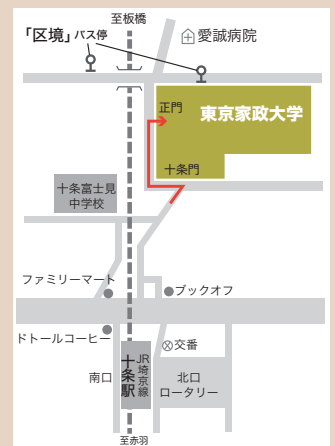 至板橋
「区境」バス停
愛誠病院
正門
東京家政大学
十条門
十条富士見
中学校
ファミリーマート
ブックオフ
ドトールコーヒー
交番
南口
十条駅
JR埼京線
北口
ロータリー
至赤羽